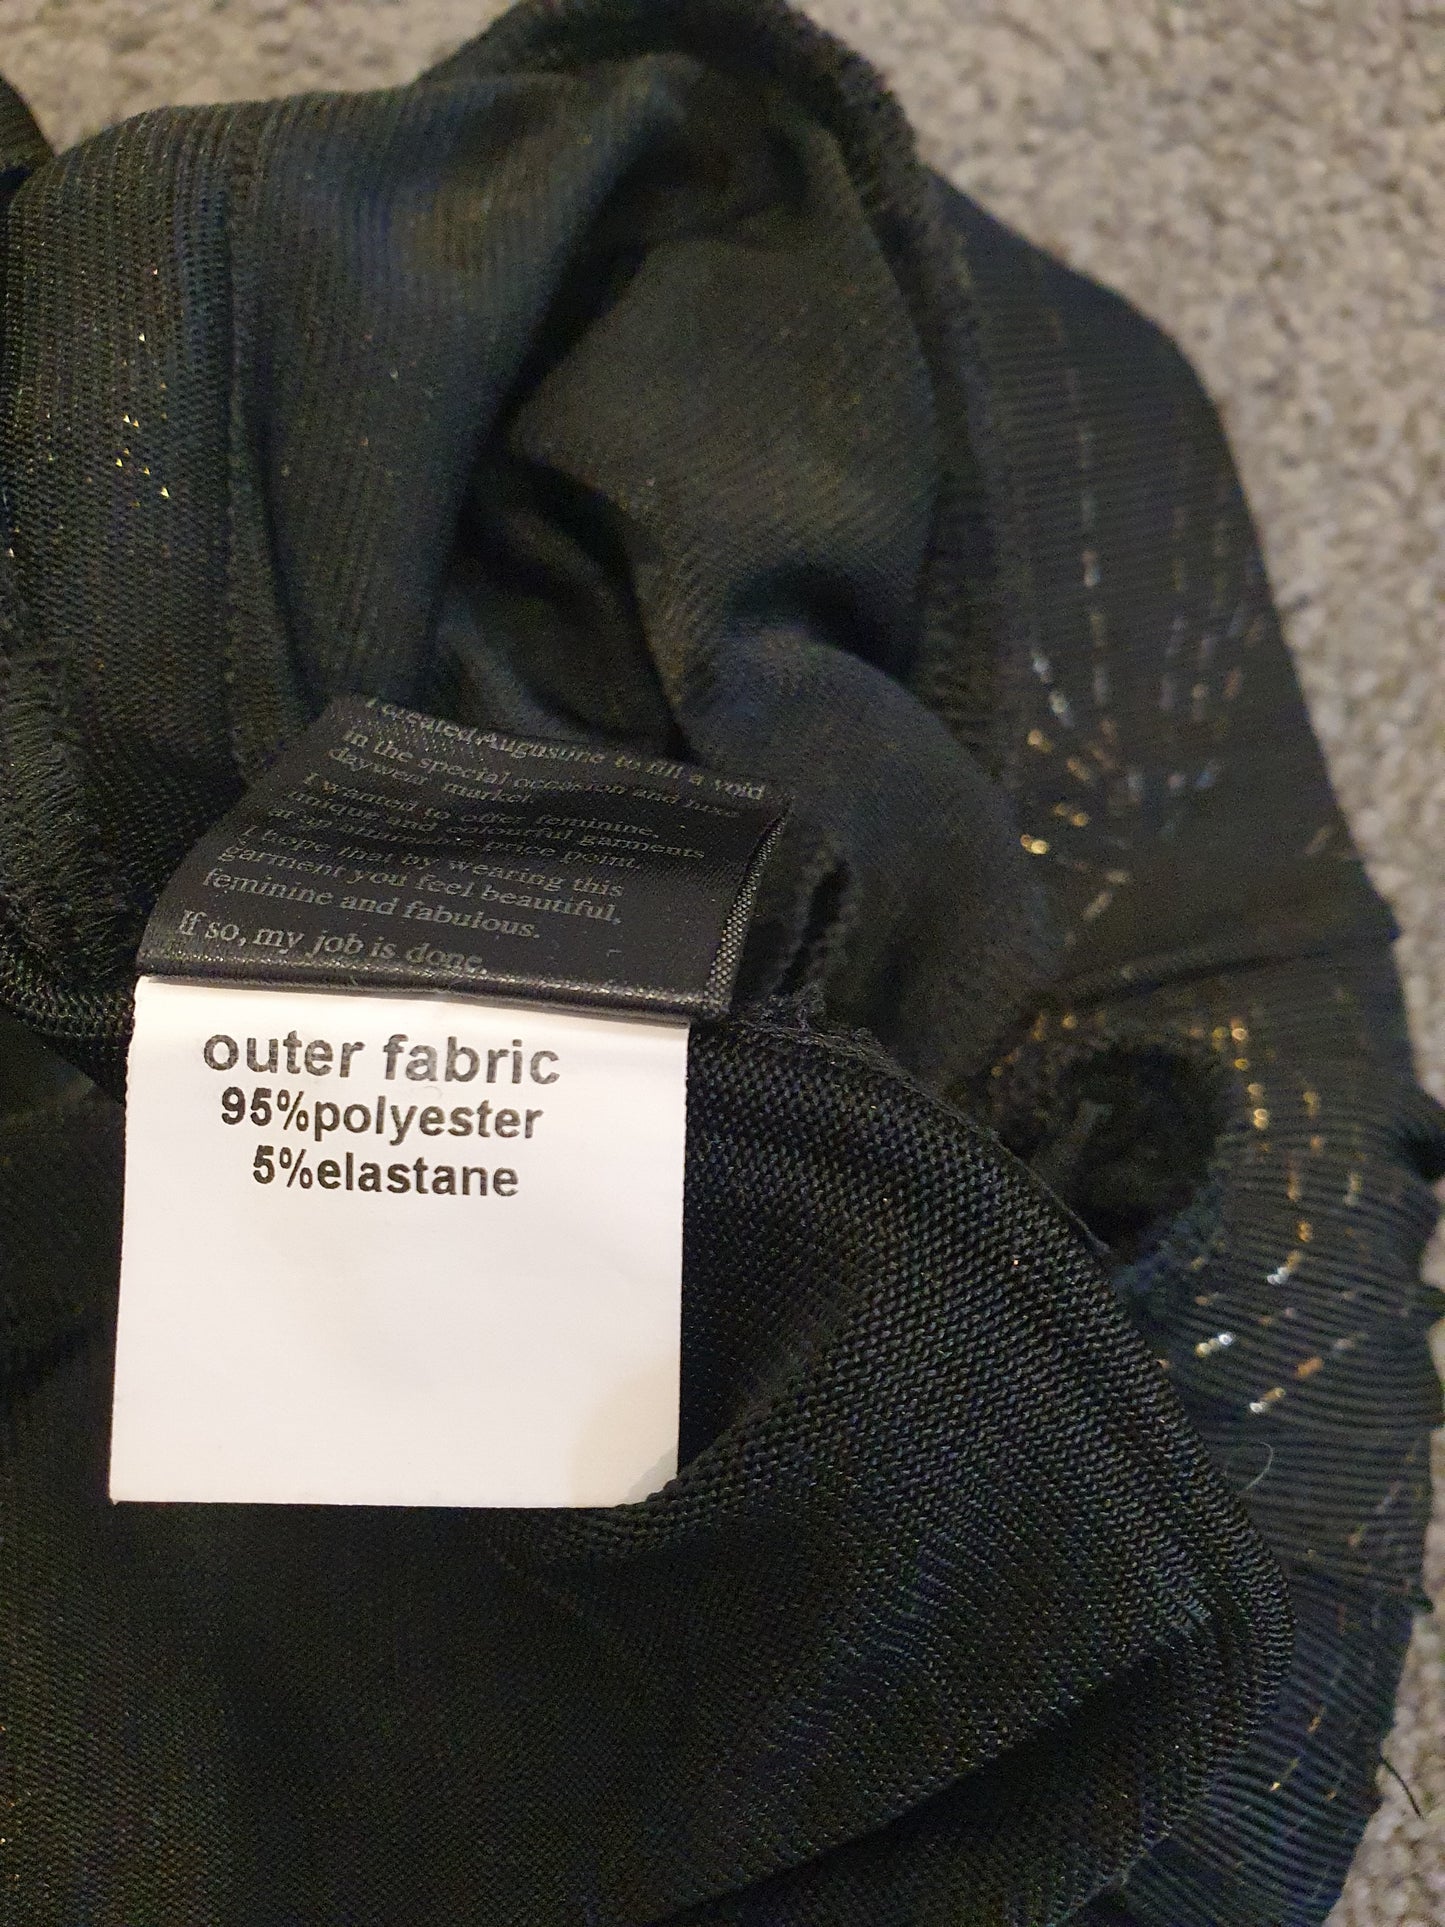 I created Augustine to fill a void
in the special occasion and luxe
daywear market
I wanted to offer feminine,
unique and colourful garments
at an attainable price point.
I hope that by wearing this
garment you feel beautiful,
feminine and fabulous.
If so, my job is done.
outer fabric
95%polyester
5%elastane